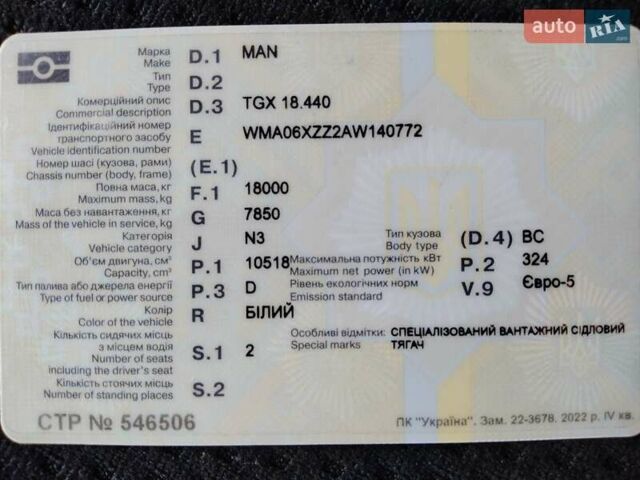 auto RIA .com
Марка D.1 MAN
Make
Тип D.2
Type
Комерційний опис D.3 TGX 18.440
Commercial description
Ідентифікаційний номер
транспортного засобу E WMA06XZZ2AW140772
Vehicle identification number
Номер шасі (кузова, рами) (E.1)
Chassis number (body, frame)
Повна маса, кг F.1 18000
Maximum mass, kg
Маса без навантаження, кг G 7850
Mass of the vehicle in service, kg
Категорія J N3 Тип кузова (D.4) BC
Vehicle category Body type
Об'єм двигуна, см³ P.1 10518 Максимальна потужність кВт P.2 324
Capacity, cm³ Maximum net power (in kW)
Тип палива або джерела енергії P.3 D Рівень екологічних норм V.9 Євро-5
Type of fuel or power source Emission standard
Колір R БІЛИЙ
Color of the vehicle
Кількість сидячих місць Особливі відмітки: СПЕЦІАЛІЗОВАНИЙ ВАНТАЖНИЙ СІДЛОВИЙ
з місцем водія S.1 2 Special marks ТЯГАЧ
Number of seats
including the driver's seat
Кількість стоячих місць S.2
Number of standing places
СТР № 546506 ПК "Україна". Зам. 22-3678. 2022 р. IV кв.